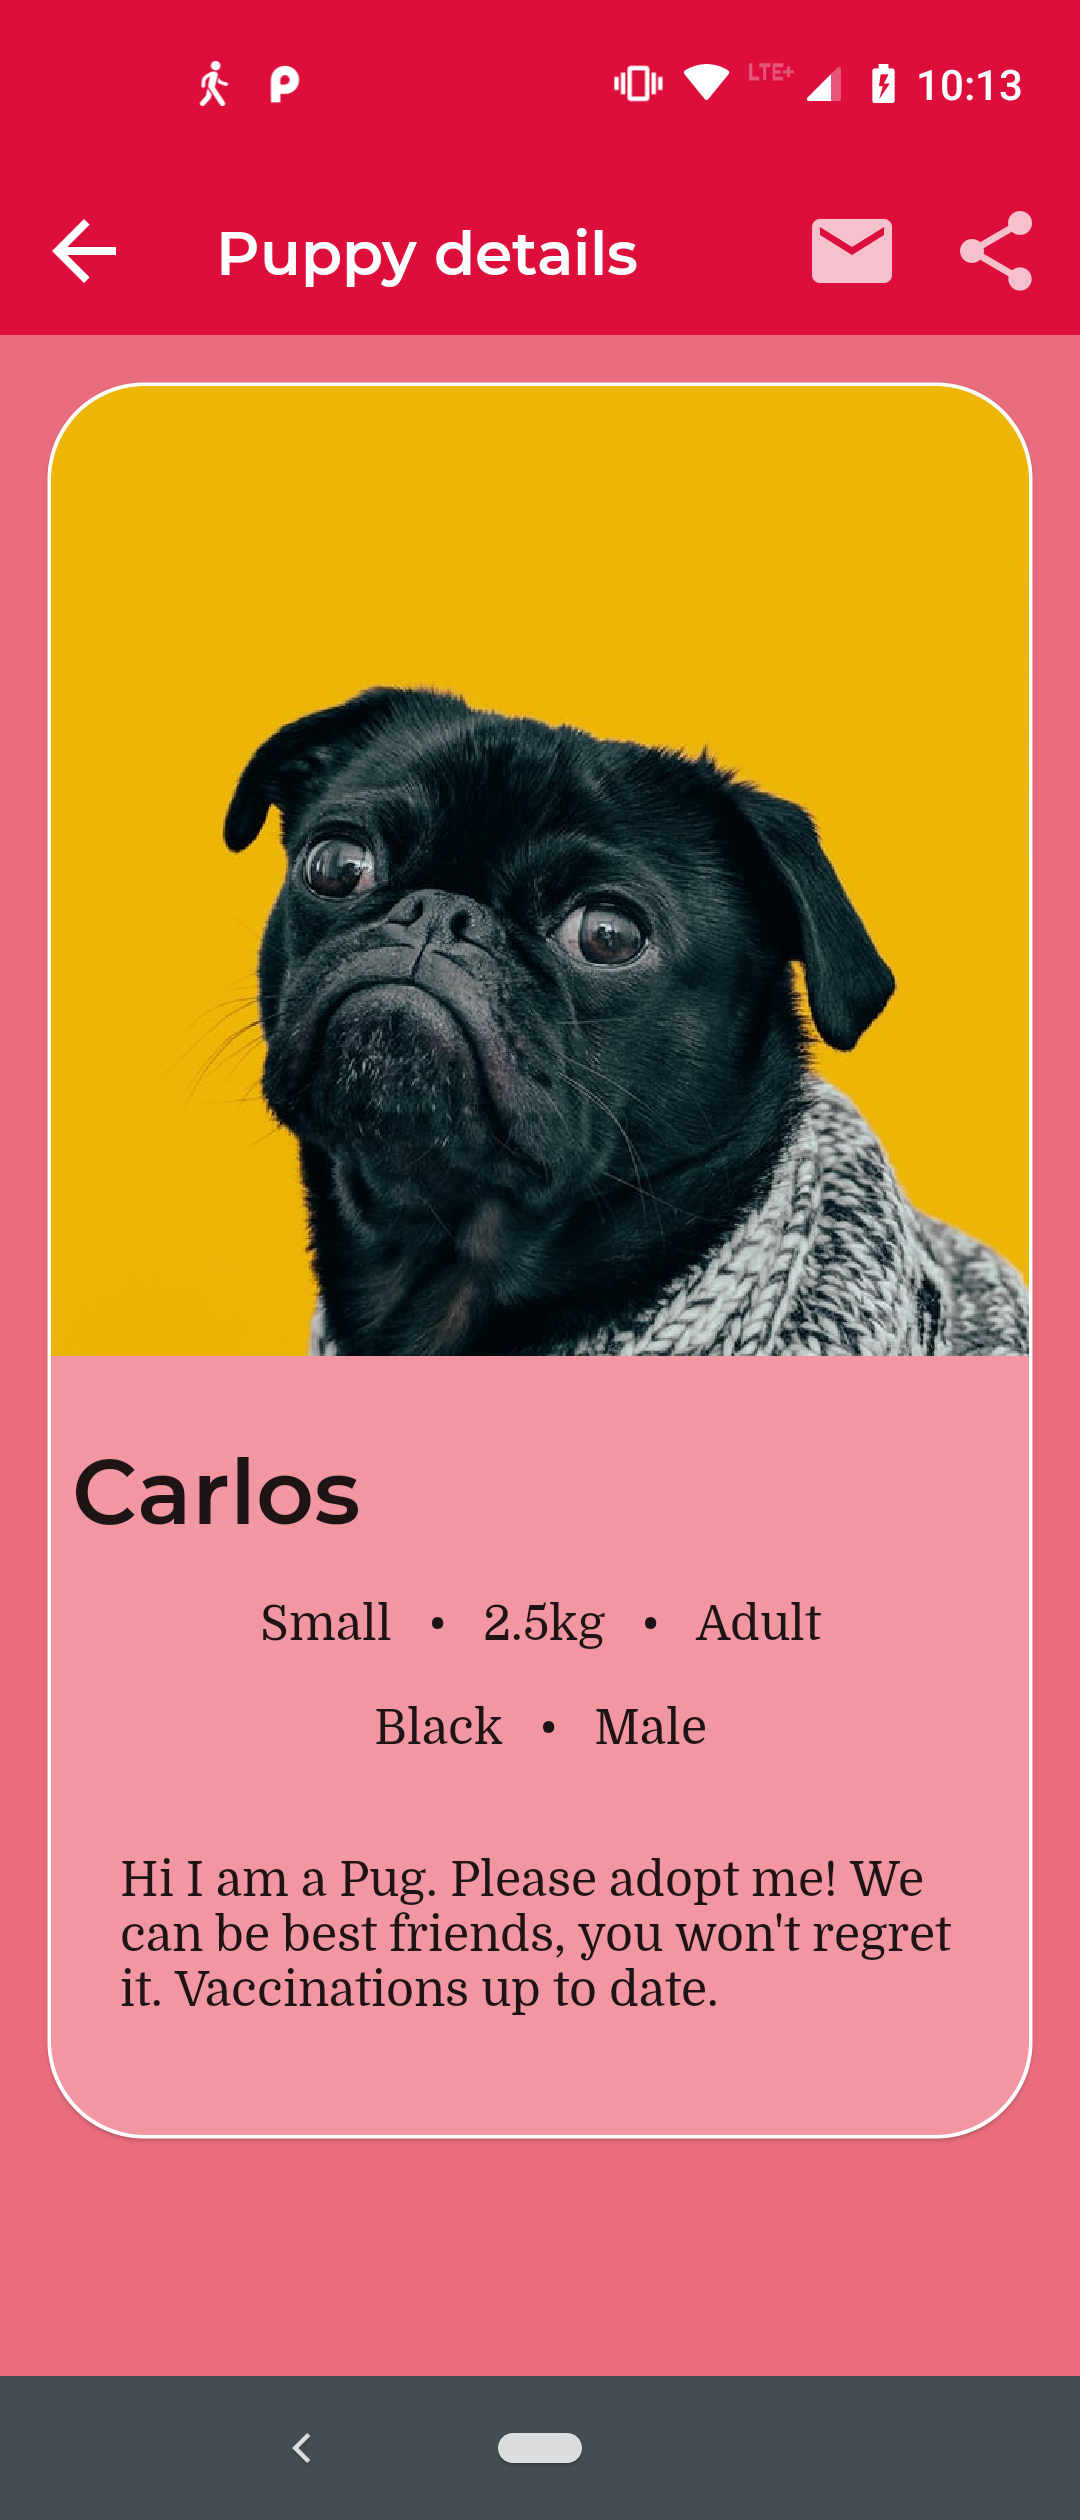 LTE+ 10:13
Puppy details
Carlos
Small • 2.5kg • Adult
Black • Male
Hi I am a Pug. Please adopt me! We
can be best friends, you won't regret
it. Vaccinations up to date.